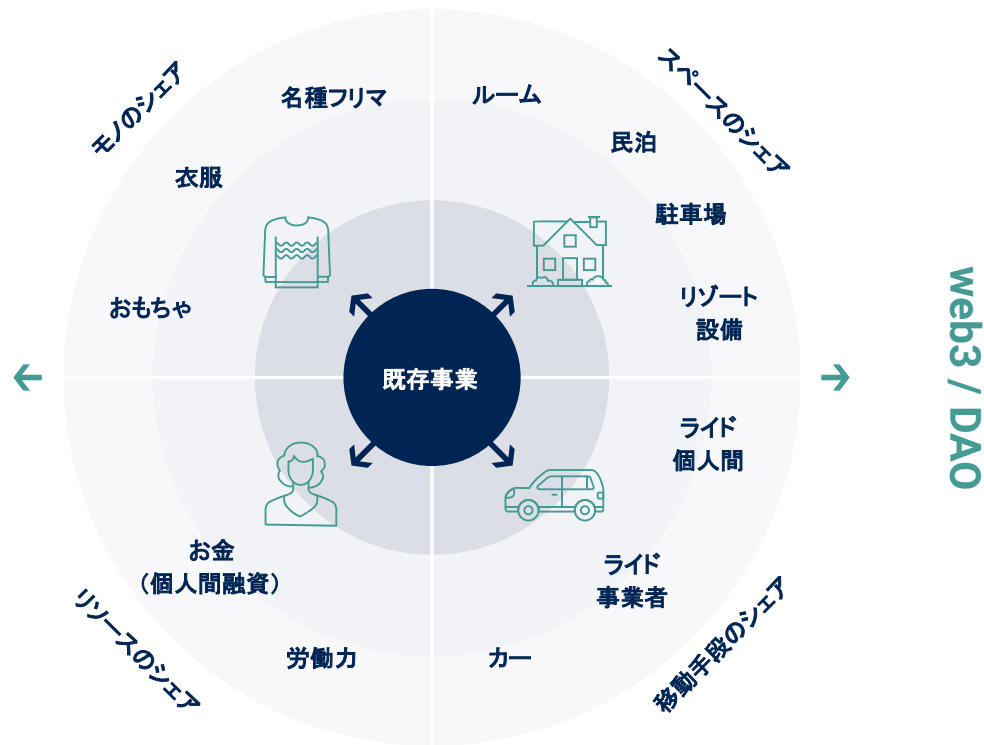 モノのシェア
名種フリマ
衣服
おもちゃ
スペースのシェア
ルーム
民泊
駐車場
リゾート
設備
既存事業
web3 / DAO
リソースのシェア
お金
（個人間融資）
労働力
移動手段のシェア
ライド
個人間
ライド
事業者
カー